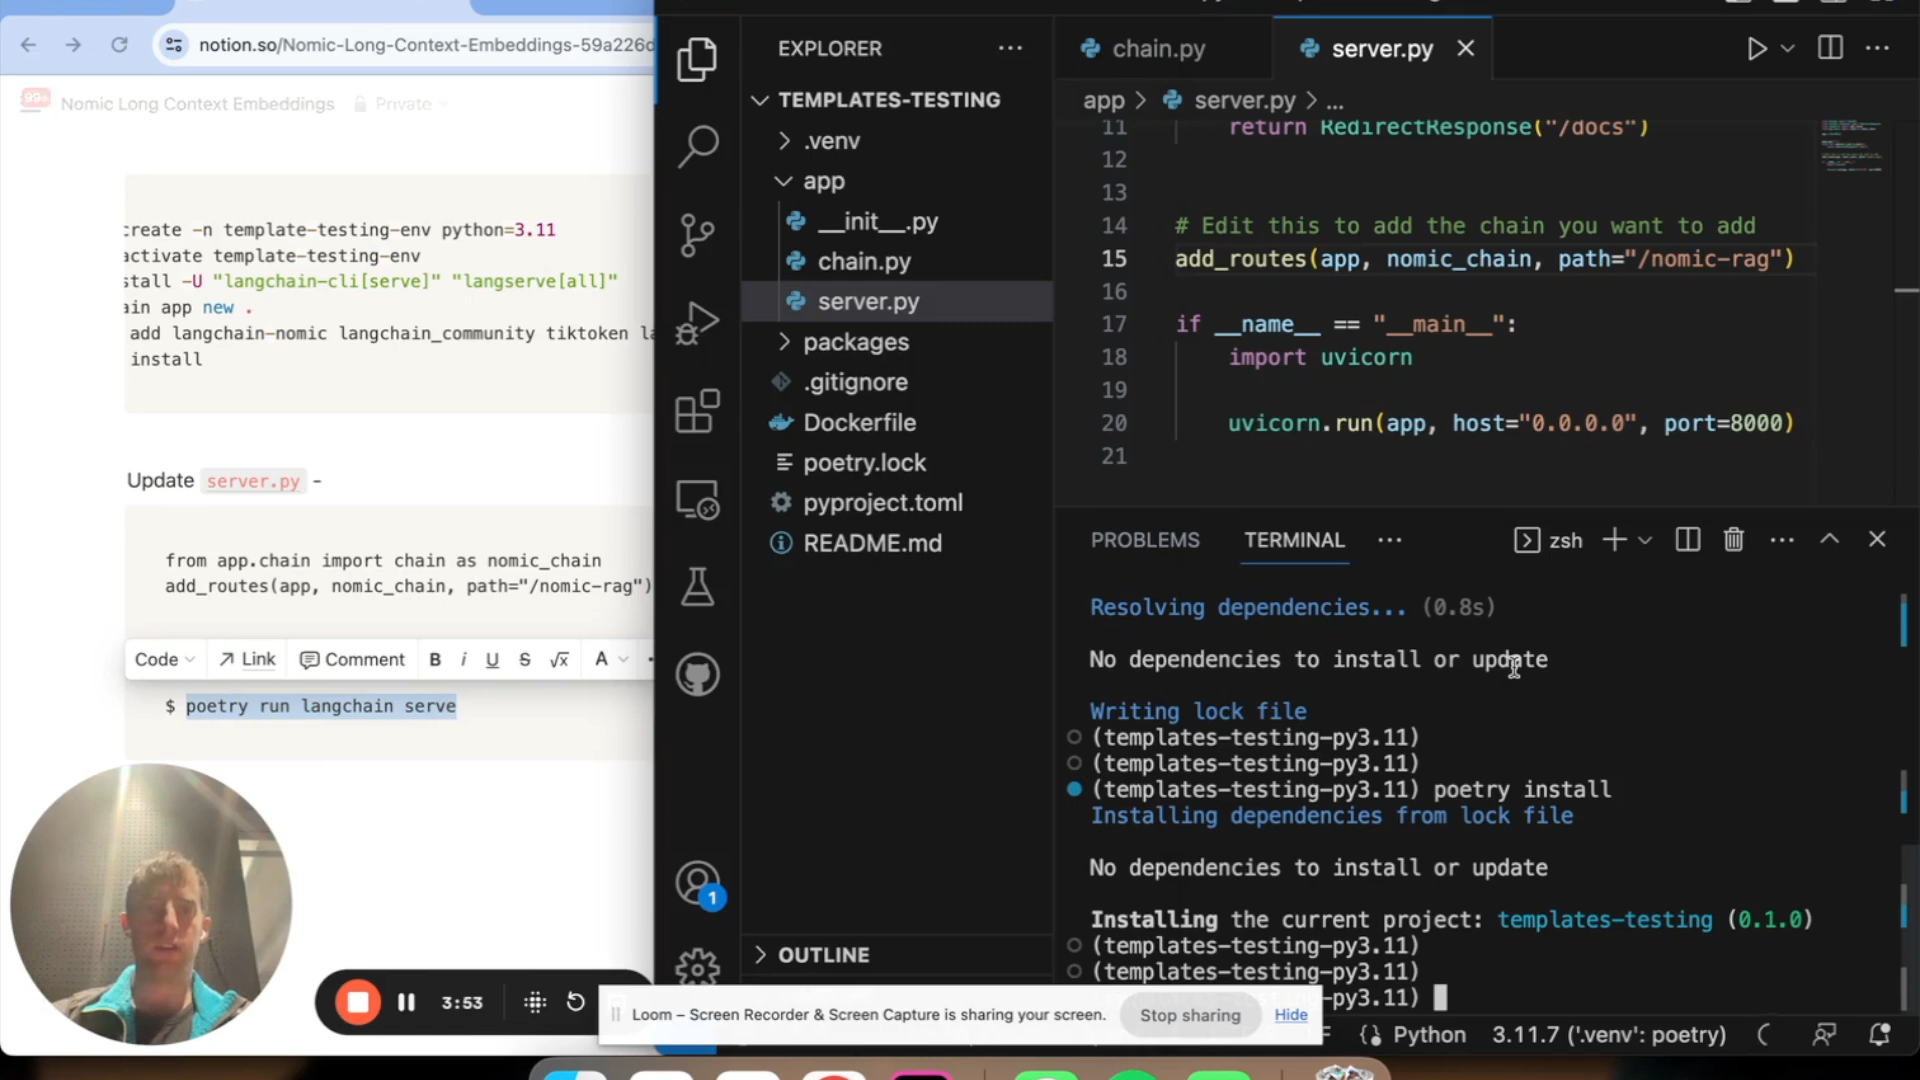 notion.so/Nomic-Long-Context-Embeddings-59a226d
99+
Nomic Long Context Embeddings
Private
create -n template-testing-env python=3.11
activate template-testing-env
stall -U "langchain-cli[serve]" "langserve[all]"
ain app new .
add langchain-nomic langchain_community tiktoken la
install
Update server.py -
from app.chain import chain as nomic_chain
add_routes(app, nomic_chain, path="/nomic-rag")
Code
Link
Comment
B i U S √x A
$ poetry run langchain serve
3:53
EXPLORER
TEMPLATES-TESTING
.venv
app
__init__.py
chain.py
server.py
packages
.gitignore
Dockerfile
poetry.lock
pyproject.toml
README.md
OUTLINE
1
chain.py
server.py
app > server.py > ...
11 return RedirectResponse("/docs")
12
13
14 # Edit this to add the chain you want to add
15 add_routes(app, nomic_chain, path="/nomic-rag")
16
17 if __name__ == "__main__":
18 import uvicorn
19
20 uvicorn.run(app, host="0.0.0.0", port=8000)
21
PROBLEMS
TERMINAL
zsh
Resolving dependencies... (0.8s)
No dependencies to install or update
Writing lock file
(templates-testing-py3.11)
(templates-testing-py3.11)
(templates-testing-py3.11) poetry install
Installing dependencies from lock file
No dependencies to install or update
Installing the current project: templates-testing (0.1.0)
(templates-testing-py3.11)
(templates-testing-py3.11)
ng-py3.11)
Loom – Screen Recorder & Screen Capture is sharing your screen.
Stop sharing
Hide
{} Python
3.11.7 ('.venv': poetry)